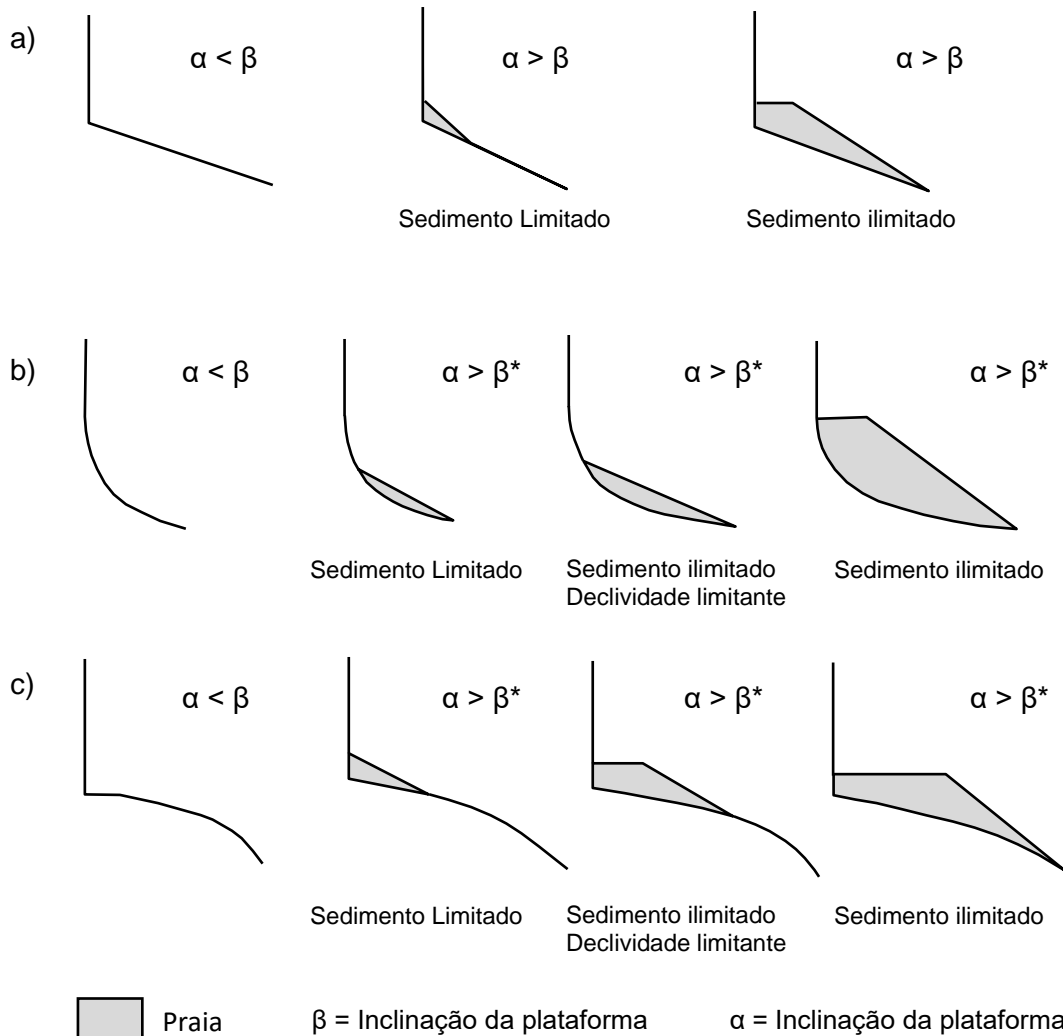 a)
α < β
α > β
α > β
Sedimento Limitado
Sedimento ilimitado
b)
α < β
α > β*
α > β*
α > β*
Sedimento Limitado
Sedimento ilimitado
Declividade limitante
Sedimento ilimitado
c)
α < β
α > β*
α > β*
α > β*
Sedimento Limitado
Sedimento ilimitado
Declividade limitante
Sedimento ilimitado
Praia
β = Inclinação da plataforma
α = Inclinação da plataforma